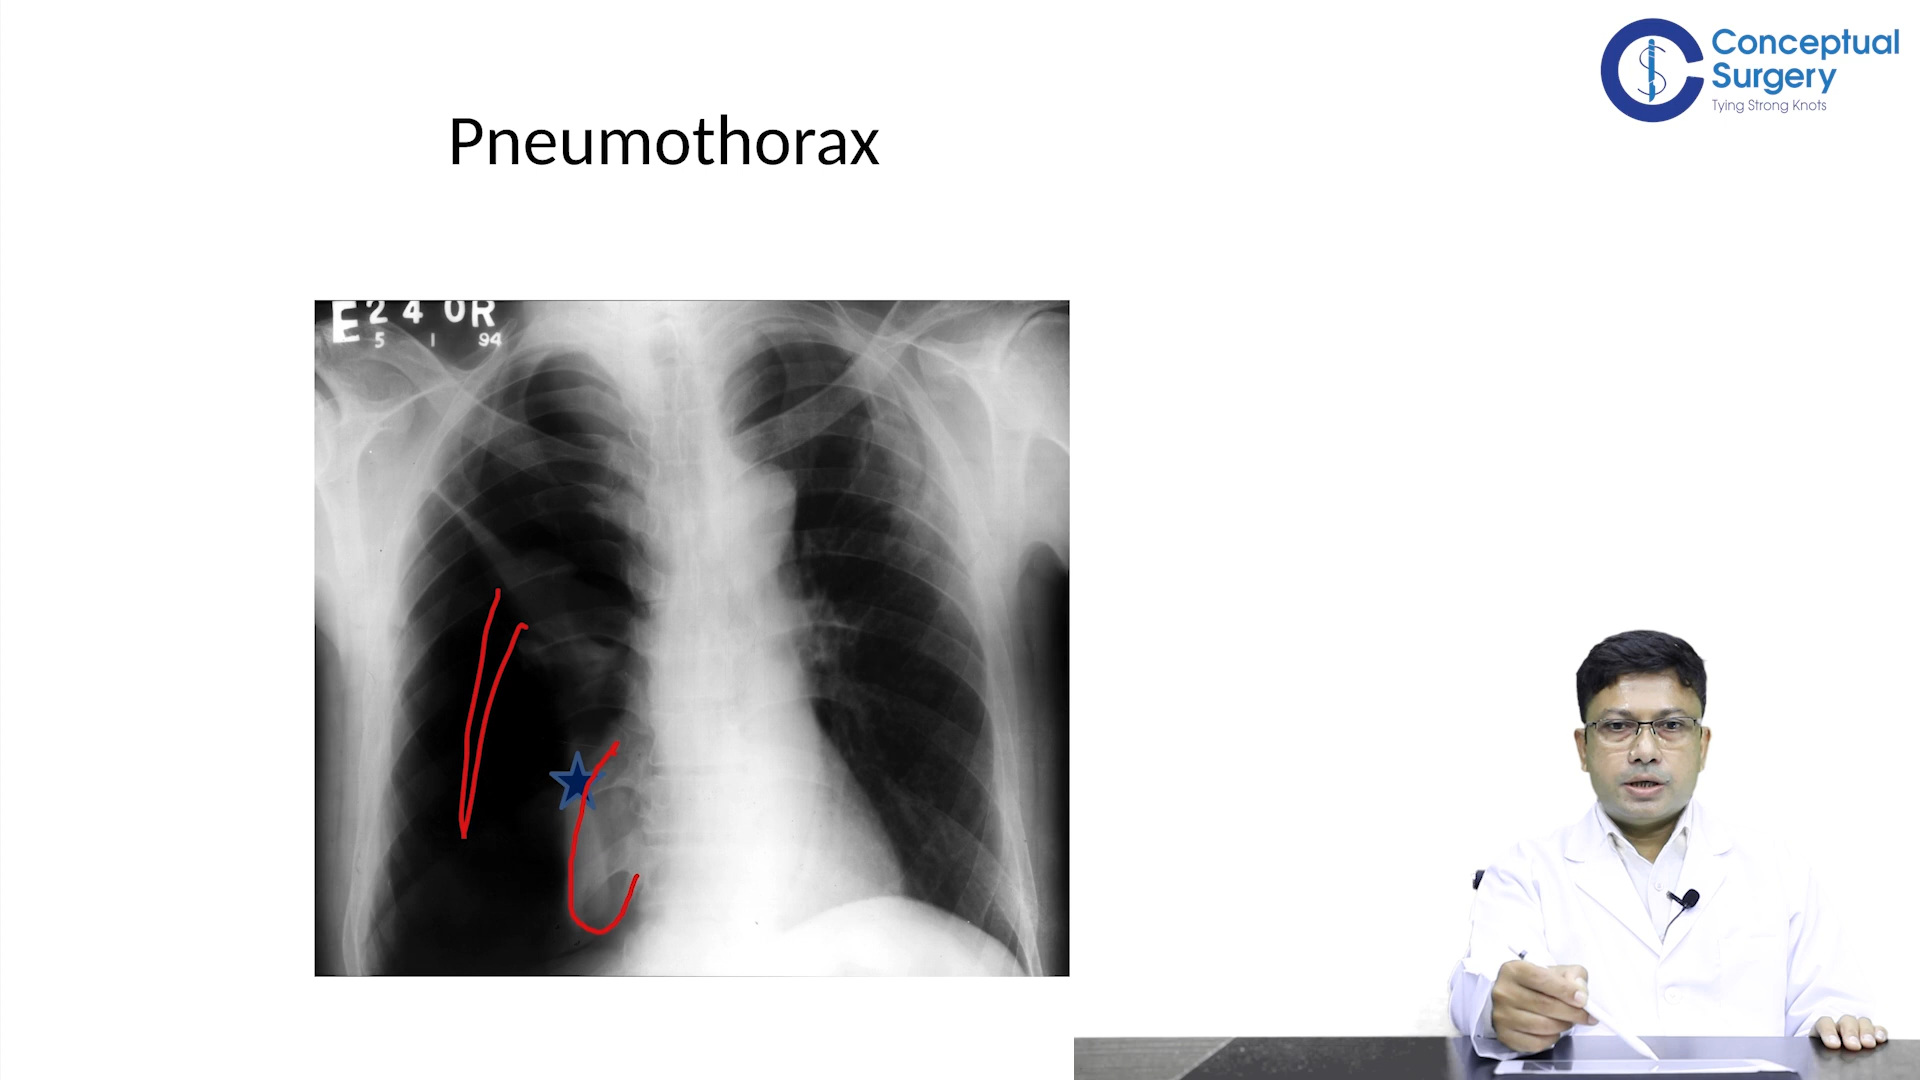 Conceptual
Surgery
Tying Strong Knots
Pneumothorax
E 2 4 0R
5 1 94